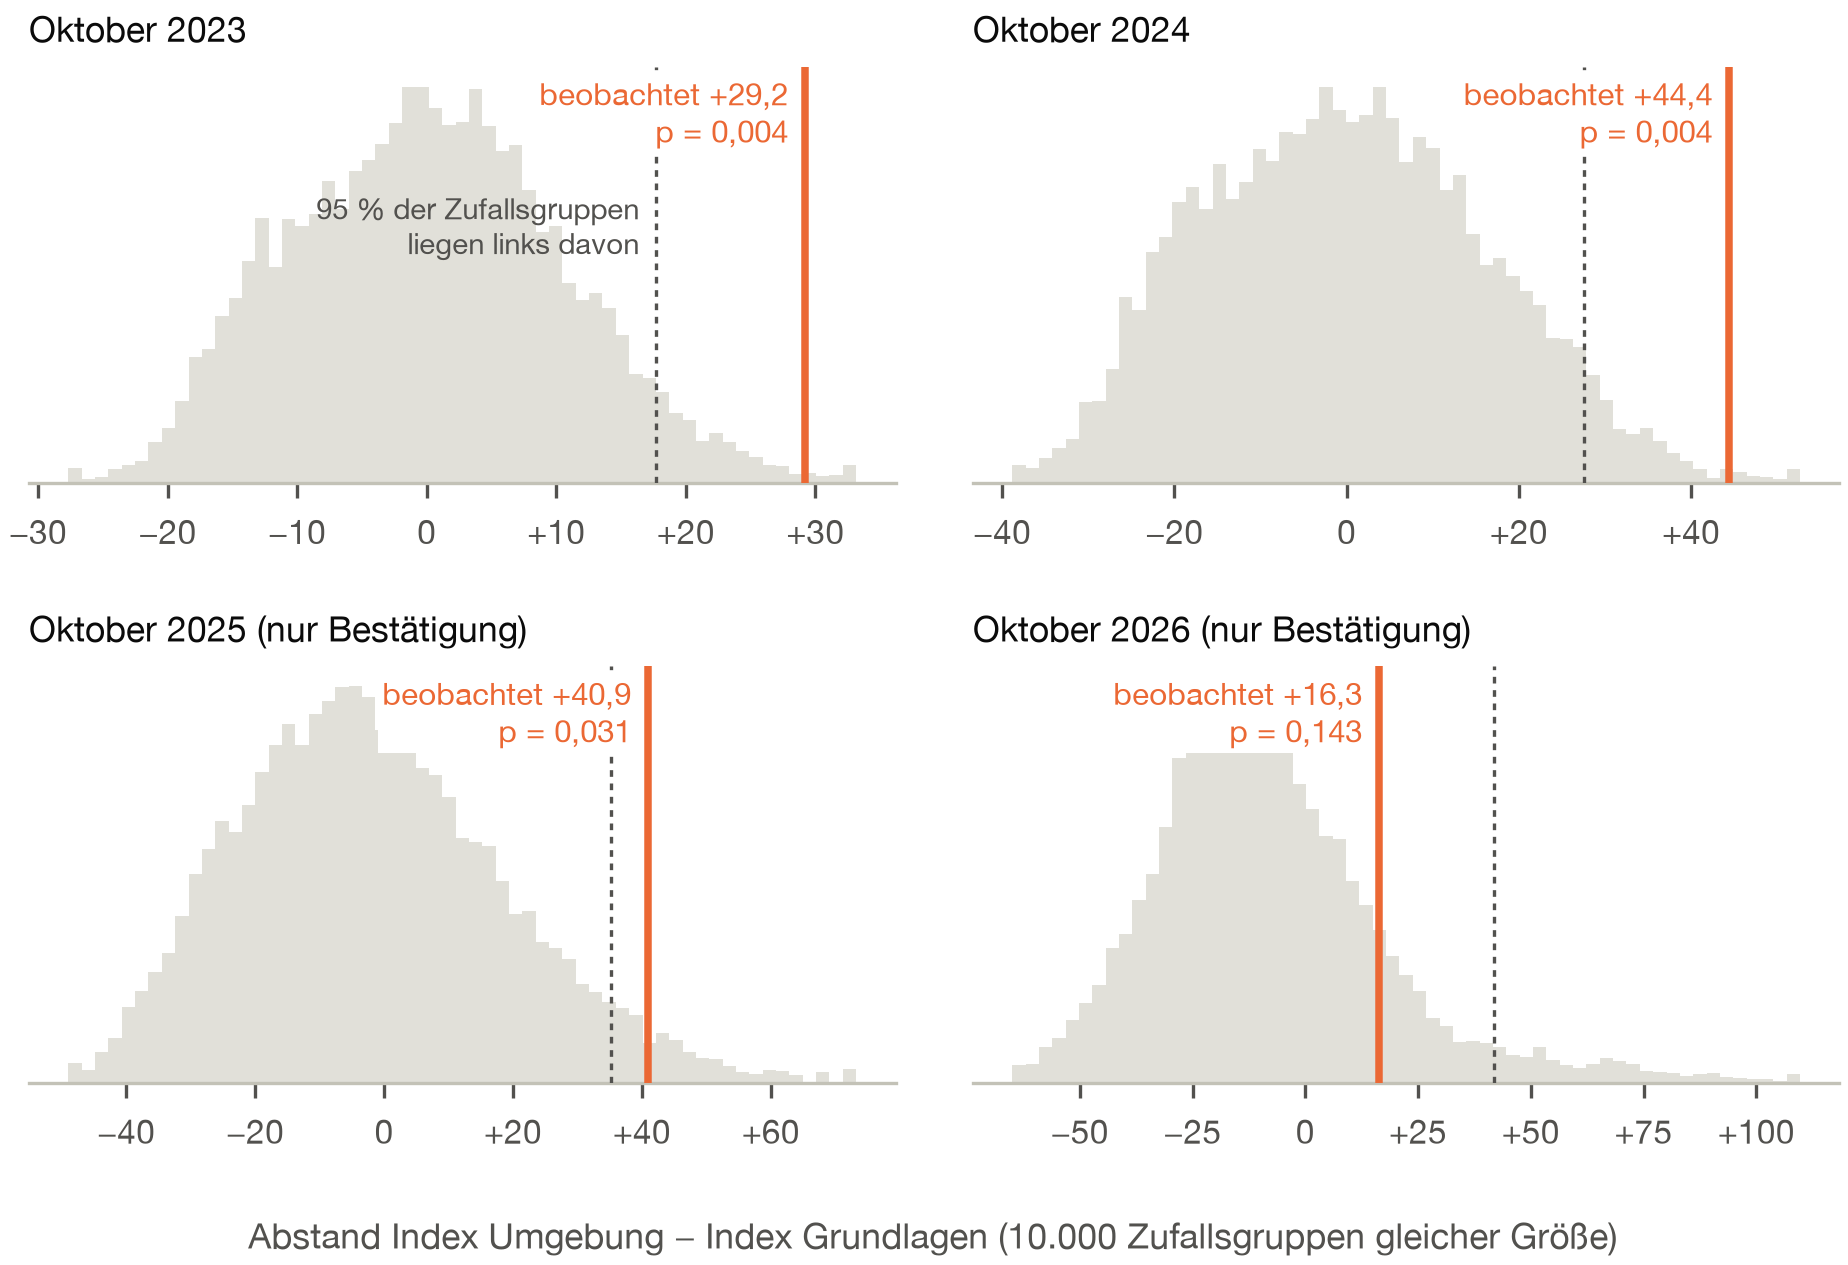 Oktober 2023
beobachtet +29,2
p = 0,004
95 % der Zufallsgruppen
liegen links davon
−30 −20 −10 0 +10 +20 +30
Oktober 2024
beobachtet +44,4
p = 0,004
−40 −20 0 +20 +40
Oktober 2025 (nur Bestätigung)
beobachtet +40,9
p = 0,031
−40 −20 0 +20 +40 +60
Oktober 2026 (nur Bestätigung)
beobachtet +16,3
p = 0,143
−50 −25 0 +25 +50 +75 +100
Abstand Index Umgebung – Index Grundlagen (10.000 Zufallsgruppen gleicher Größe)